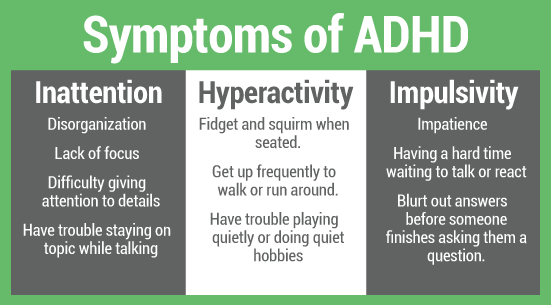 Symptoms of ADHD
Inattention
Disorganization
Lack of focus
Difficulty giving
attention to details
Have trouble staying on
topic while talking
Hyperactivity
Fidget and squirm when
seated.
Get up frequently to
walk or run around.
Have trouble playing
quietly or doing quiet
hobbies
Impulsivity
Impatience
Having a hard time
waiting to talk or react
Blurt out answers
before someone
finishes asking them a
question.